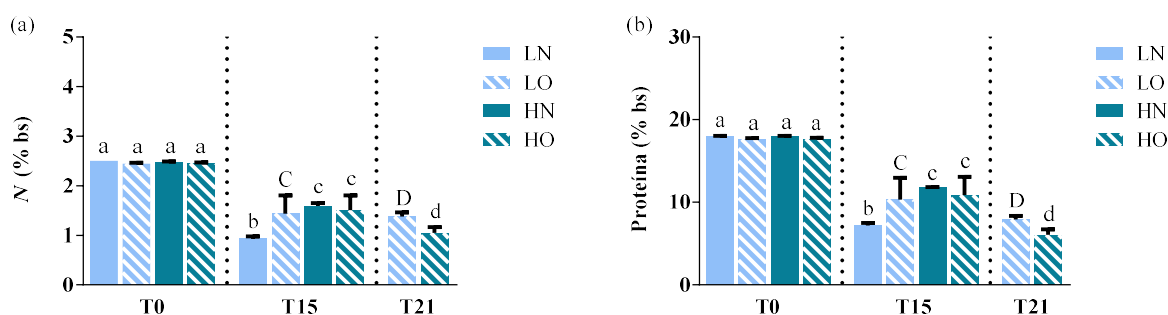 (a)
N (% bs)
5
4
3
2
1
0
a a a a
b C c c
D d
T0 T15 T21
LN
LO
HN
HO
(b)
Proteína (% bs)
30
20
10
0
a a a a
b C c c
D d
T0 T15 T21
LN
LO
HN
HO